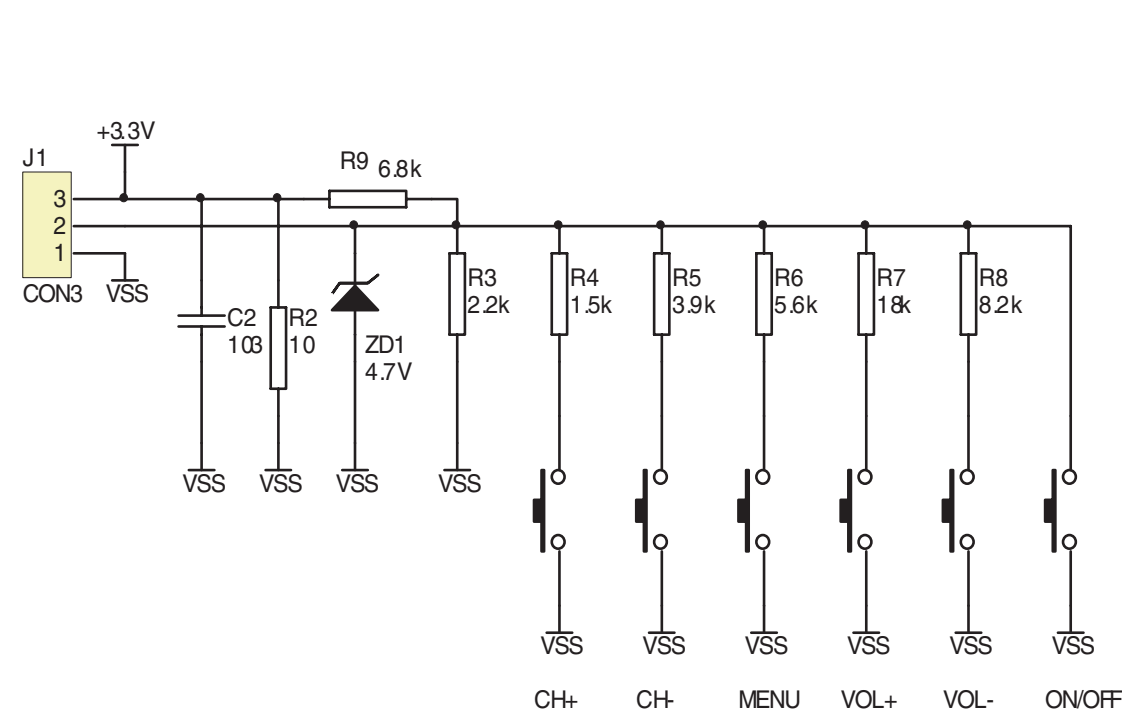 +3.3V
J1
R9 6.8k
3
2
1
CON3 VSS
R3
2.2k
R4
1.5k
R5
3.9k
R6
5.6k
R7
18k
R8
8.2k
C2
103
R2
10
ZD1
4.7V
VSS VSS VSS VSS
VSS VSS VSS VSS VSS VSS
CH+ CH- MENU VOL+ VOL- ON/OFF